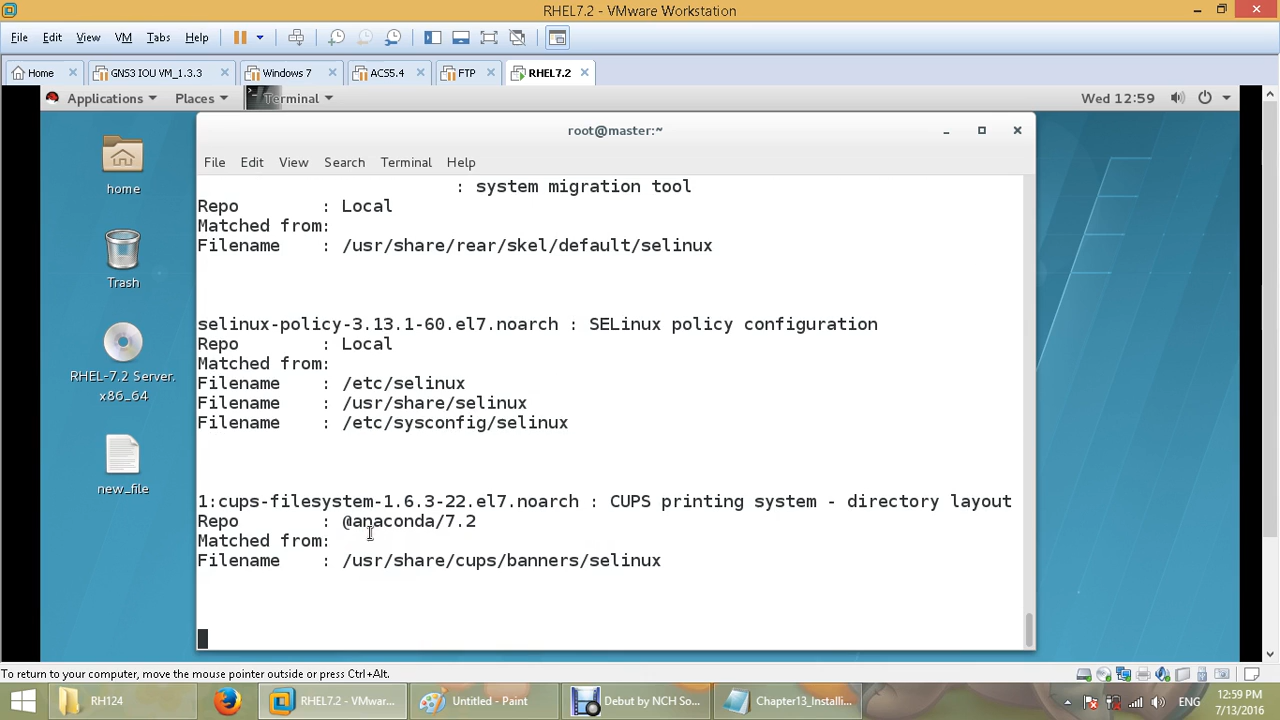 RHEL7.2 - VMware Workstation
File Edit View VM Tabs Help
Home GNS3 IOU VM_1.3.3 Windows 7 ACS5.4 FTP RHEL7.2
Applications Places Terminal Wed 12:59
root@master:~
File Edit View Search Terminal Help
home
Trash
RHEL-7.2 Server.
x86_64
new_file
: system migration tool
Repo : Local
Matched from:
Filename : /usr/share/rear/skel/default/selinux
selinux-policy-3.13.1-60.el7.noarch : SELinux policy configuration
Repo : Local
Matched from:
Filename : /etc/selinux
Filename : /usr/share/selinux
Filename : /etc/sysconfig/selinux
1:cups-filesystem-1.6.3-22.el7.noarch : CUPS printing system - directory layout
Repo : @anaconda/7.2
Matched from:
Filename : /usr/share/cups/banners/selinux
To return to your computer, move the mouse pointer outside or press Ctrl+Alt.
RH124 RHEL7.2 - VMwar... Untitled - Paint Debut by NCH So... Chapter13_Installi... ENG 12:59 PM
7/13/2016